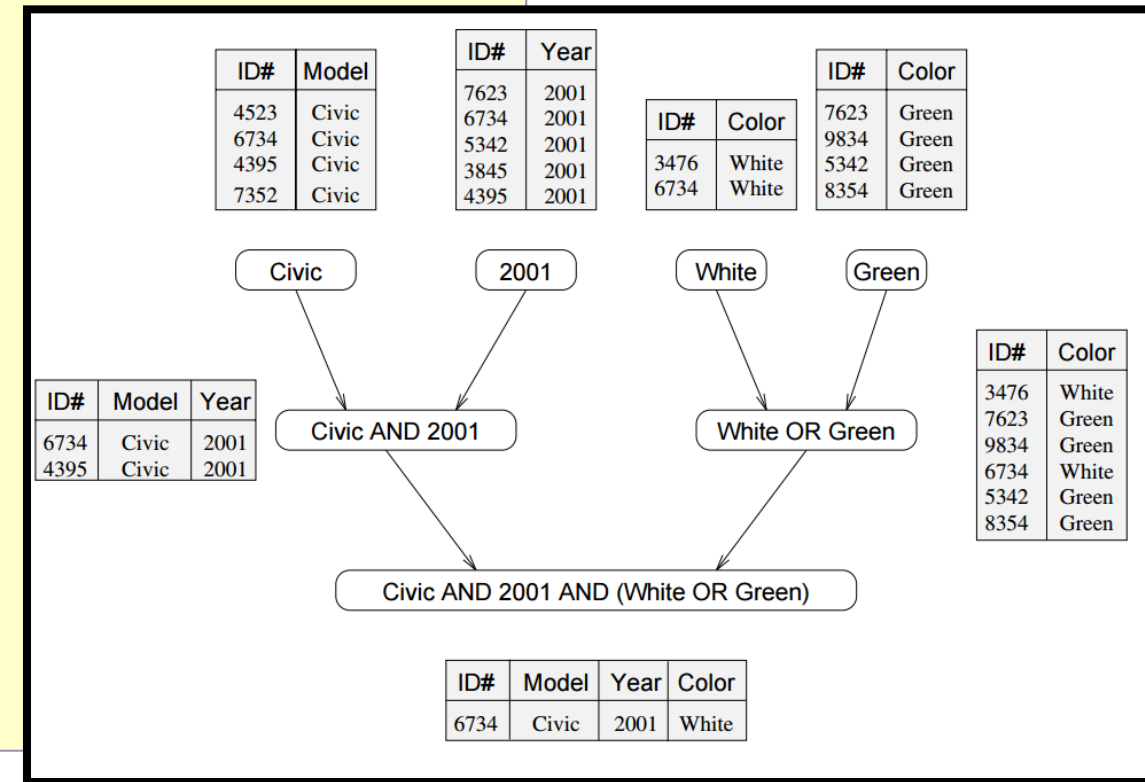 ID# Model
4523 Civic
6734 Civic
4395 Civic
7352 Civic
ID# Year
7623 2001
6734 2001
5342 2001
3845 2001
4395 2001
ID# Color
3476 White
6734 White
ID# Color
7623 Green
9834 Green
5342 Green
8354 Green
Civic
2001
White
Green
ID# Model Year
6734 Civic 2001
4395 Civic 2001
Civic AND 2001
White OR Green
ID# Color
3476 White
7623 Green
9834 Green
6734 White
5342 Green
8354 Green
Civic AND 2001 AND (White OR Green)
ID# Model Year Color
6734 Civic 2001 White